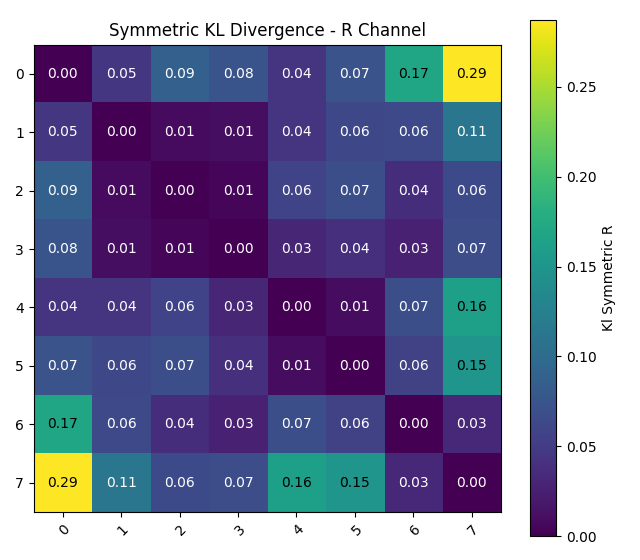 Symmetric KL Divergence - R Channel
0 0.00 0.05 0.09 0.08 0.04 0.07 0.17 0.29
1 0.05 0.00 0.01 0.01 0.04 0.06 0.06 0.11
2 0.09 0.01 0.00 0.01 0.06 0.07 0.04 0.06
3 0.08 0.01 0.01 0.00 0.03 0.04 0.03 0.07
4 0.04 0.04 0.06 0.03 0.00 0.01 0.07 0.16
5 0.07 0.06 0.07 0.04 0.01 0.00 0.06 0.15
6 0.17 0.06 0.04 0.03 0.07 0.06 0.00 0.03
7 0.29 0.11 0.06 0.07 0.16 0.15 0.03 0.00
0 1 2 3 4 5 6 7
0.25
0.20
0.15
0.10
0.05
0.00
Kl Symmetric R